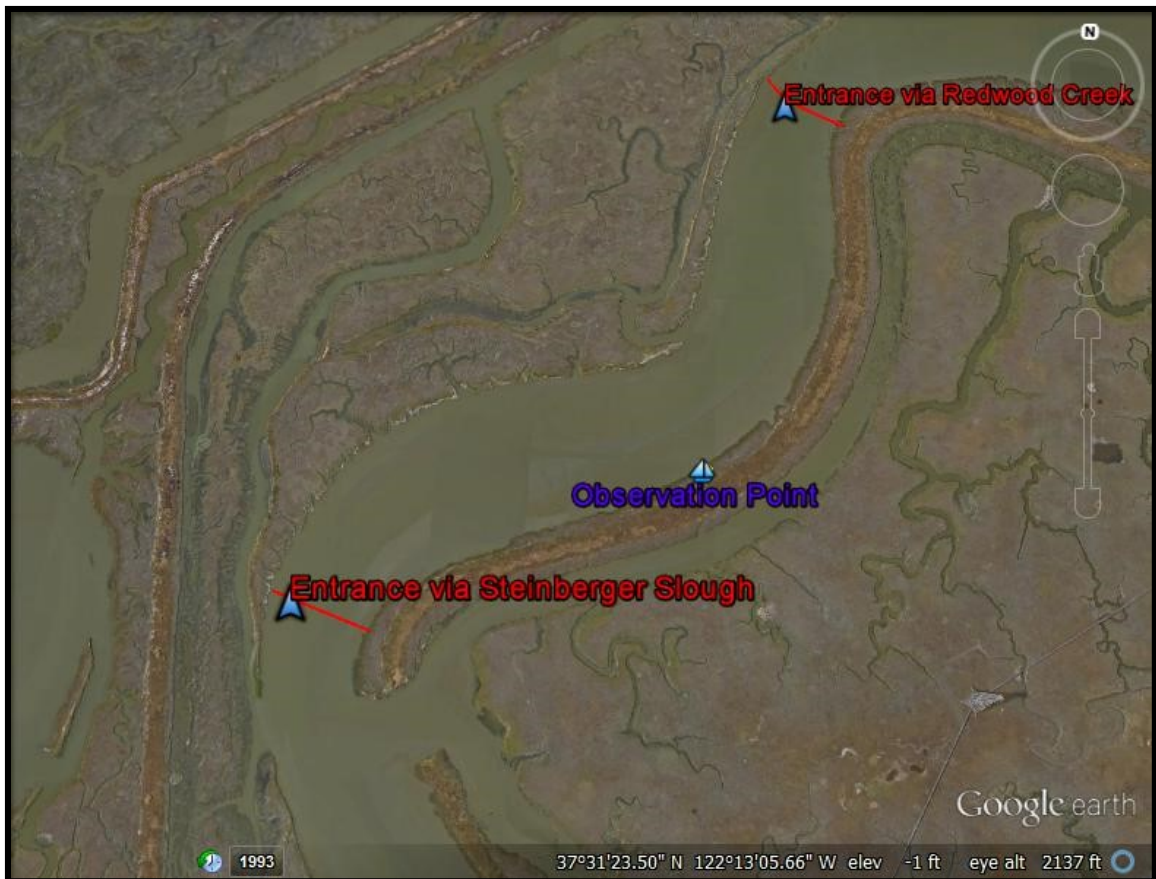 N
Entrance via Redwood Creek
Observation Point
Entrance via Steinberger Slough
Google earth
1993
37°31'23.50" N 122°13'05.66" W elev -1 ft eye alt 2137 ft